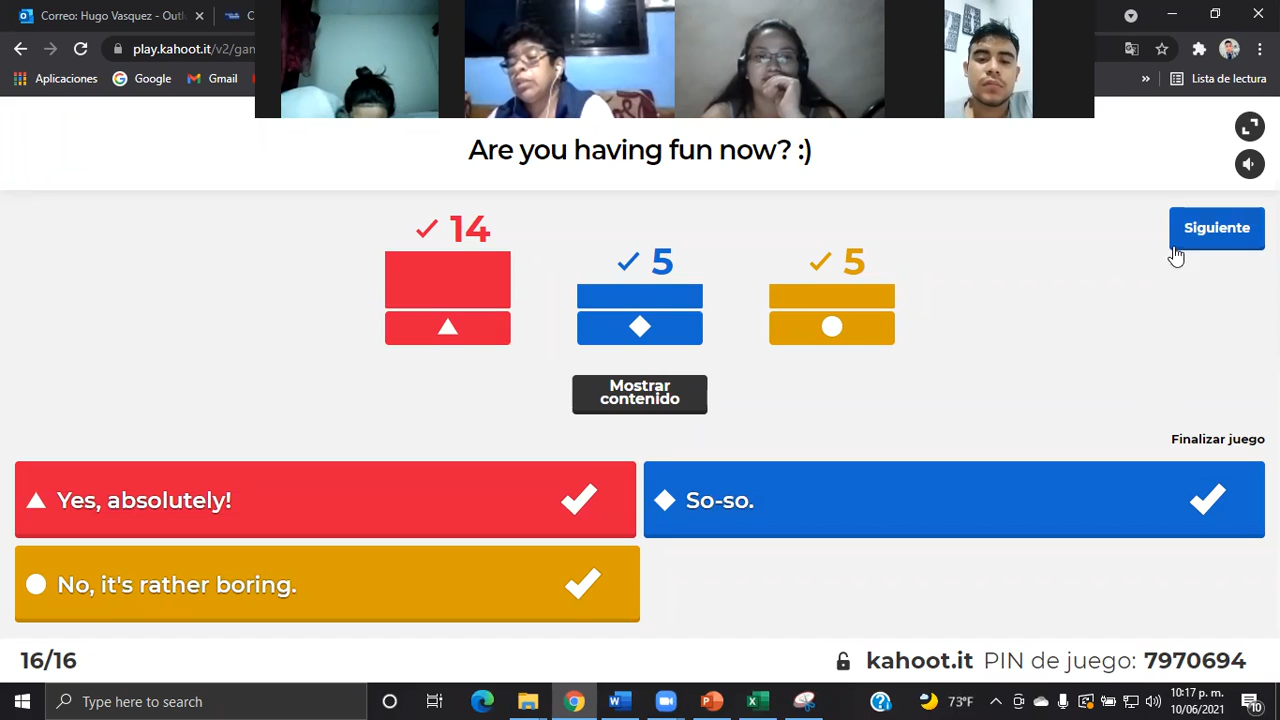 Correo: Hugo Vasquez - Outl
play.kahoot.it/v2/gam
Aplicaciones
Google
Gmail
Lista de lectura
Are you having fun now? :)
Siguiente
14
5
5
Mostrar
contenido
Finalizar juego
Yes, absolutely!
So-so.
No, it's rather boring.
16/16
kahoot.it PIN de juego: 7970694
Type here to search
73°F
10:17 p. m.
10/06/2021
10